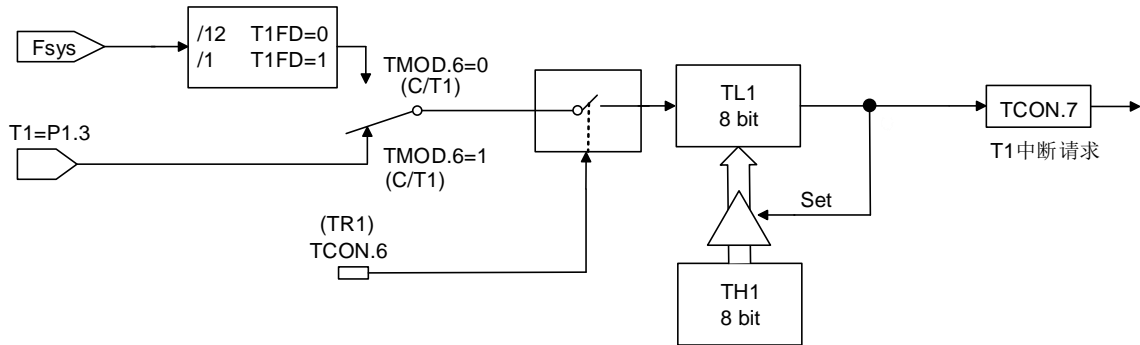 Fsys
/12 T1FD=0
/1 T1FD=1
TMOD.6=0
(C/T1)
T1=P1.3
TMOD.6=1
(C/T1)
(TR1)
TCON.6
TL1
8 bit
Set
TH1
8 bit
TCON.7
T1中断请求